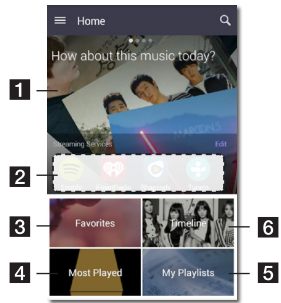 Home
How about this music today?
1
Streaming Services
Edit
2
3
Favorites
Timeline
6
4
Most Played
My Playlists
5